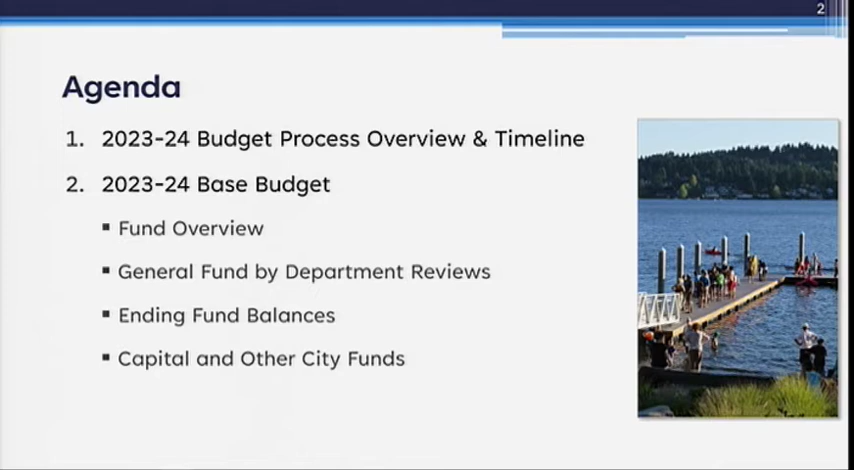 2
Agenda
1. 2023-24 Budget Process Overview & Timeline
2. 2023-24 Base Budget
▪ Fund Overview
▪ General Fund by Department Reviews
▪ Ending Fund Balances
▪ Capital and Other City Funds